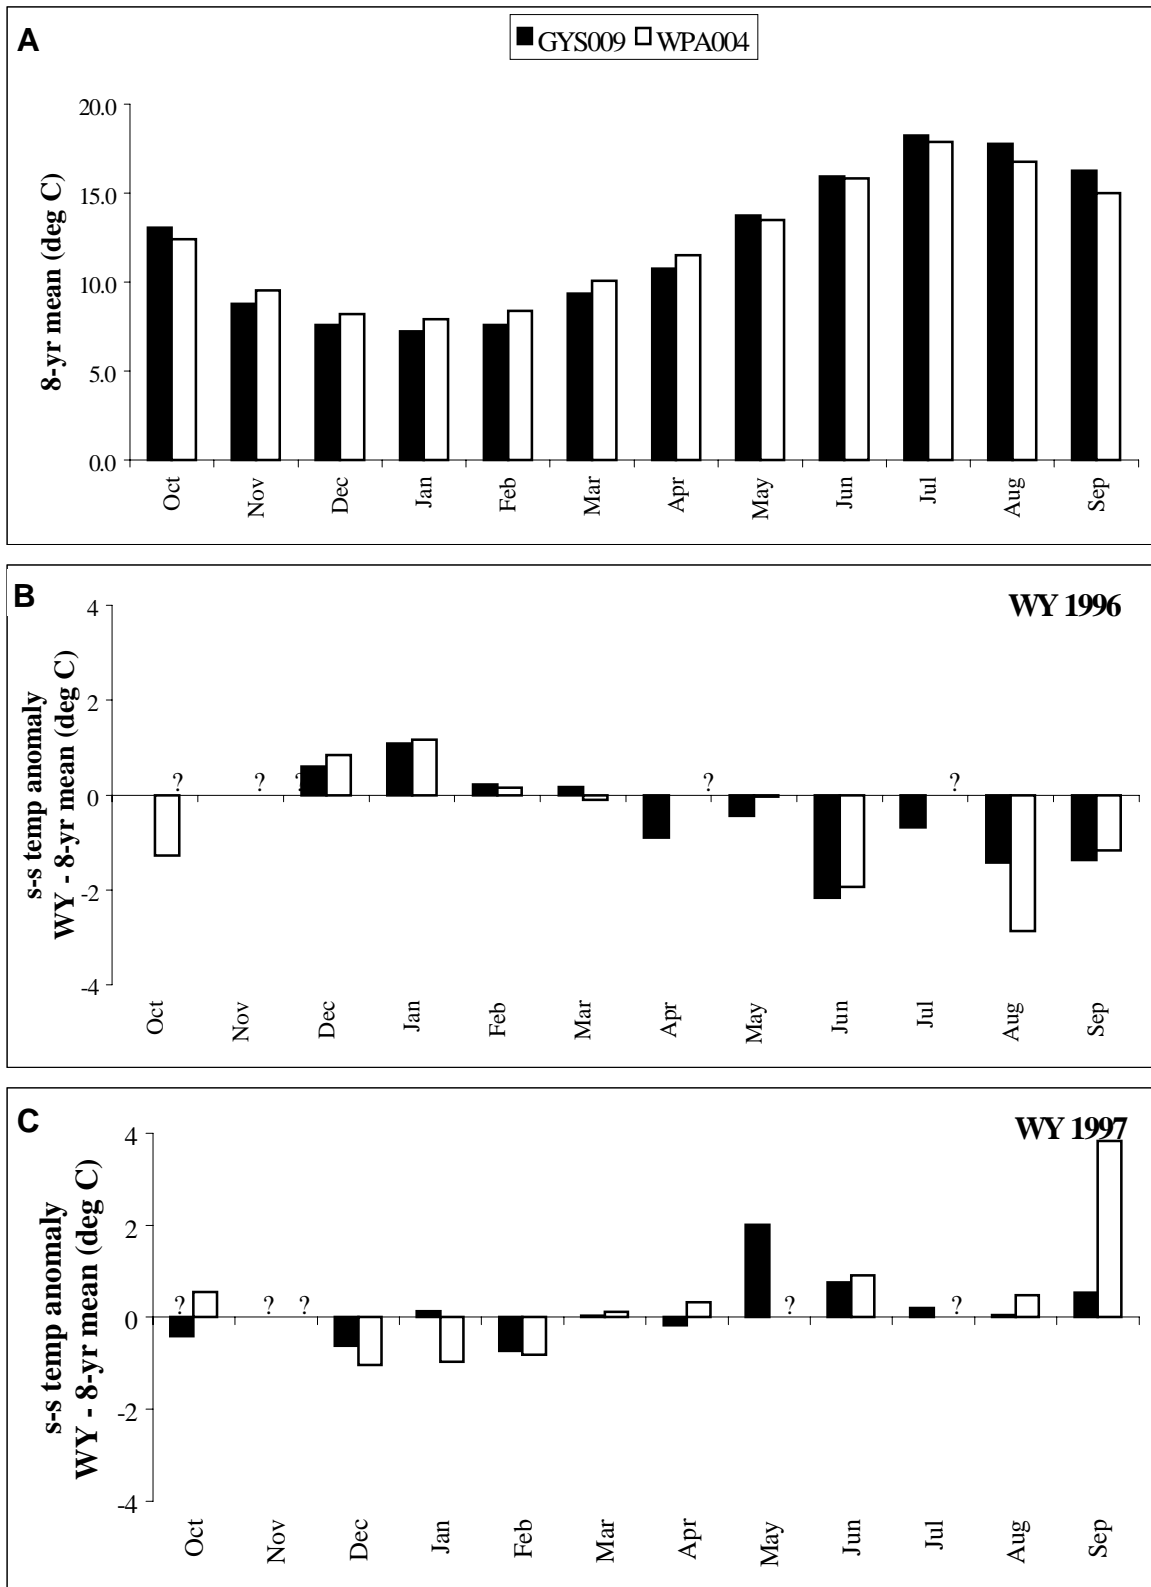 A
GYS009 WPA004
8-yr mean (deg C)
20.0
15.0
10.0
5.0
0.0
Oct Nov Dec Jan Feb Mar Apr May Jun Jul Aug Sep
B
WY 1996
s-s temp anomaly
WY - 8-yr mean (deg C)
4
2
0
-2
-4
? ? ? ? ?
Oct Nov Dec Jan Feb Mar Apr May Jun Jul Aug Sep
C
WY 1997
s-s temp anomaly
WY - 8-yr mean (deg C)
4
2
0
-2
-4
? ? ? ? ?
Oct Nov Dec Jan Feb Mar Apr May Jun Jul Aug Sep